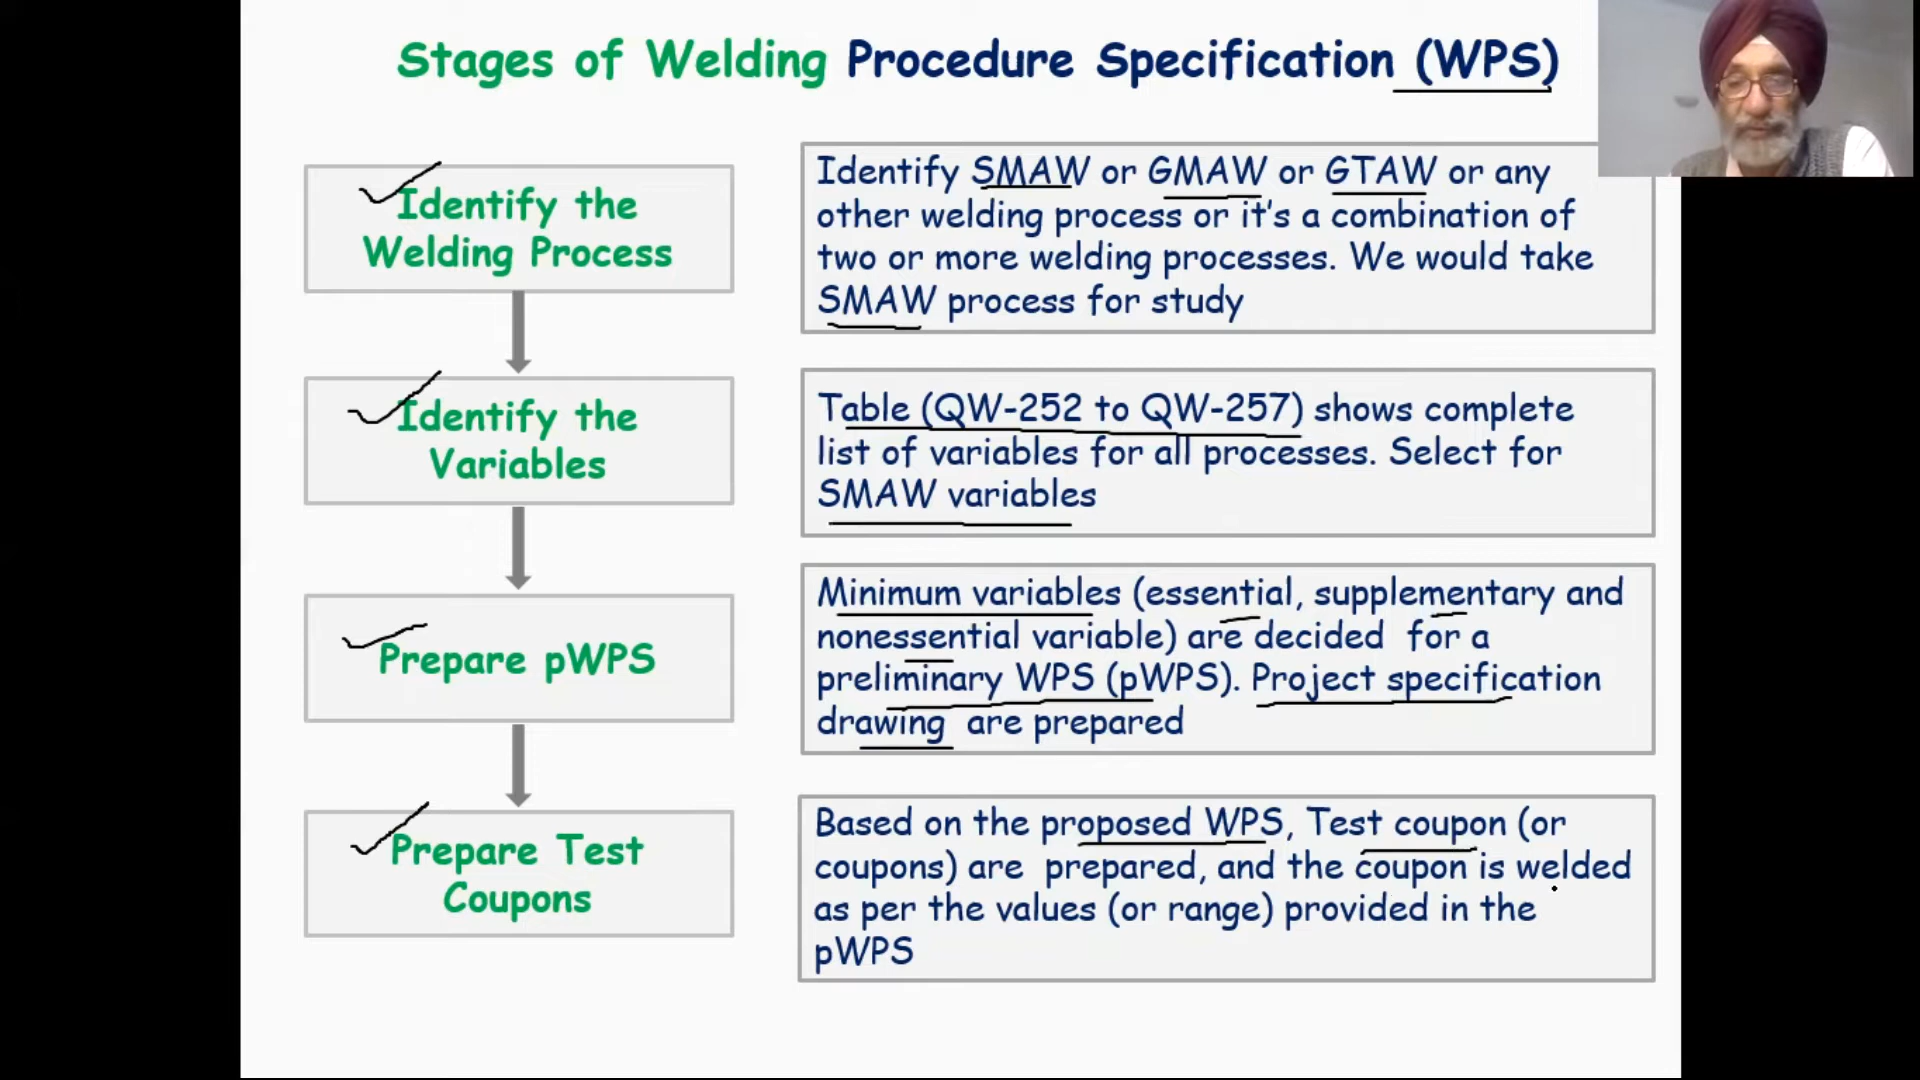 Stages of Welding Procedure Specification (WPS)
Identify the
Welding Process
Identify SMAW or GMAW or GTAW or any
other welding process or it's a combination of
two or more welding processes. We would take
SMAW process for study
Identify the
Variables
Table (QW-252 to QW-257) shows complete
list of variables for all processes. Select for
SMAW variables
Prepare pWPS
Minimum variables (essential, supplementary and
nonessential variable) are decided for a
preliminary WPS (pWPS). Project specification
drawing are prepared
Prepare Test
Coupons
Based on the proposed WPS, Test coupon (or
coupons) are prepared, and the coupon is welded
as per the values (or range) provided in the
pWPS